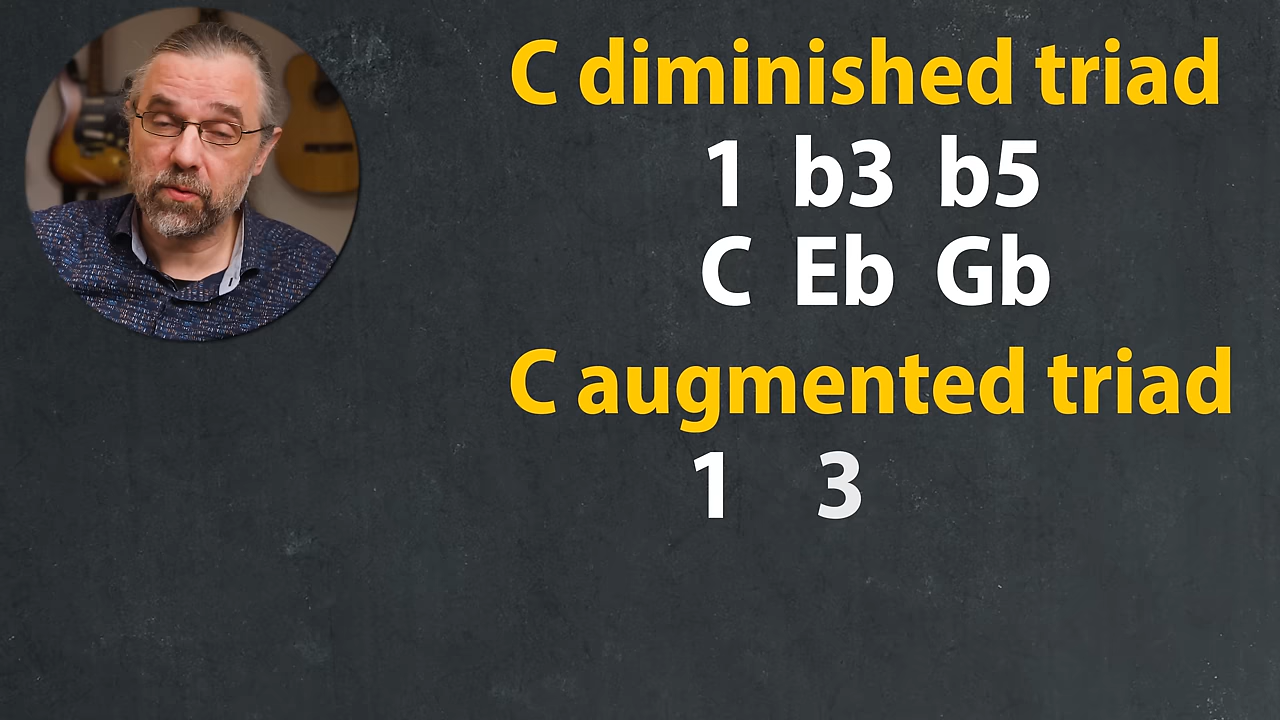 C diminished triad
1 b3 b5
C Eb Gb
C augmented triad
1 3